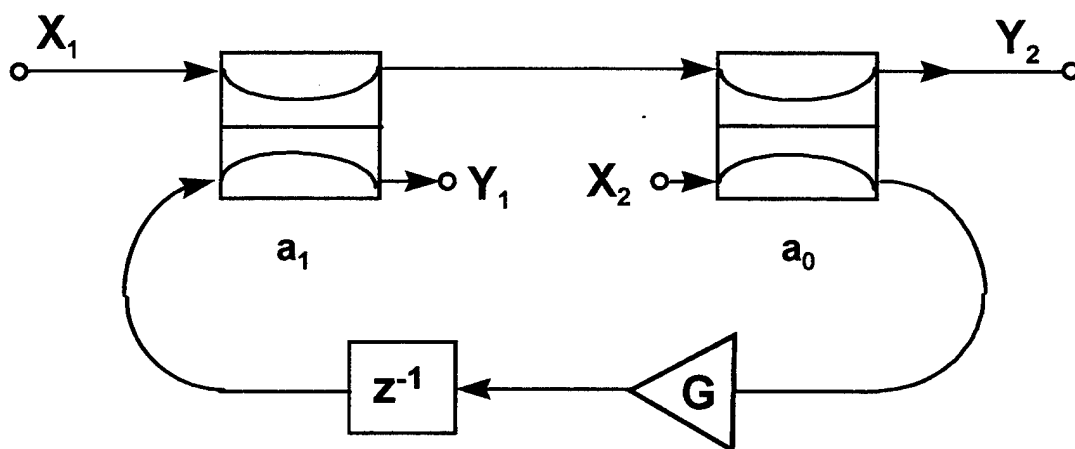 X₁
Y₂
Y₁
X₂
a₁
a₀
z⁻¹
G